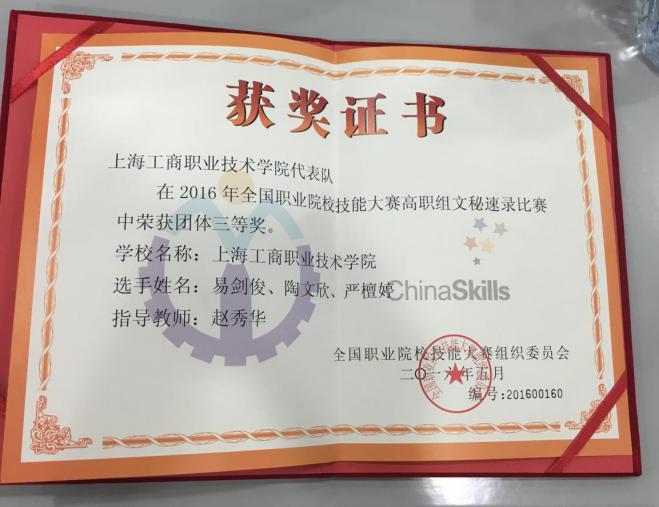 获奖证书
上海工商职业技术学院代表队
在 2016 年全国职业院校技能大赛高职组文秘速录比赛
中荣获团体三等奖。
学校名称：上海工商职业技术学院
选手姓名：易剑俊、陶文欣、严檀婷
ChinaSkills
指导教师：赵秀华
全国职业院校技能大赛组织委员会
二〇一六年五月
编号:201600160